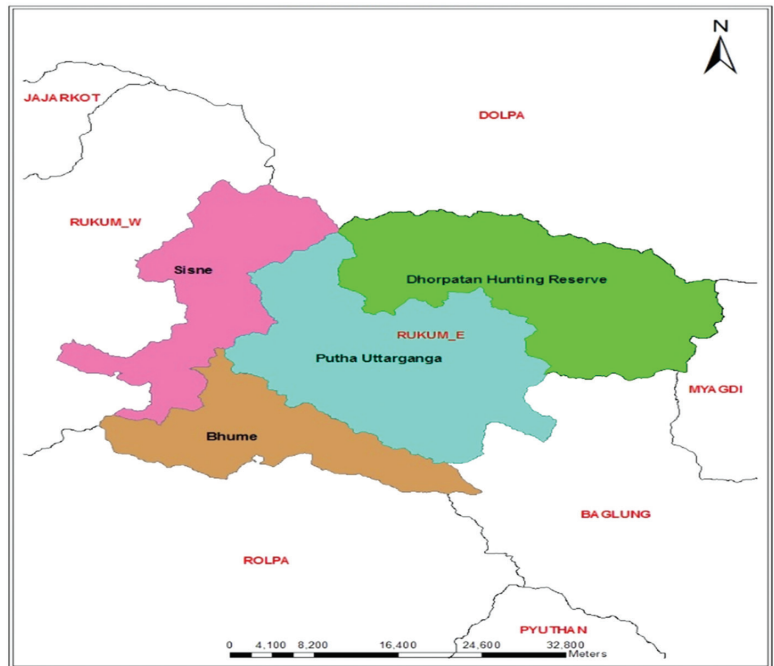 N
JAJARKOT
DOLPA
RUKUM_W
Sisne
Dhorpatan Hunting Reserve
RUKUM_E
Putha Uttarganga
MYAGDI
Bhume
BAGLUNG
ROLPA
PYUTHAN
0 4,100 8,200 16,400 24,600 32,800
Meters